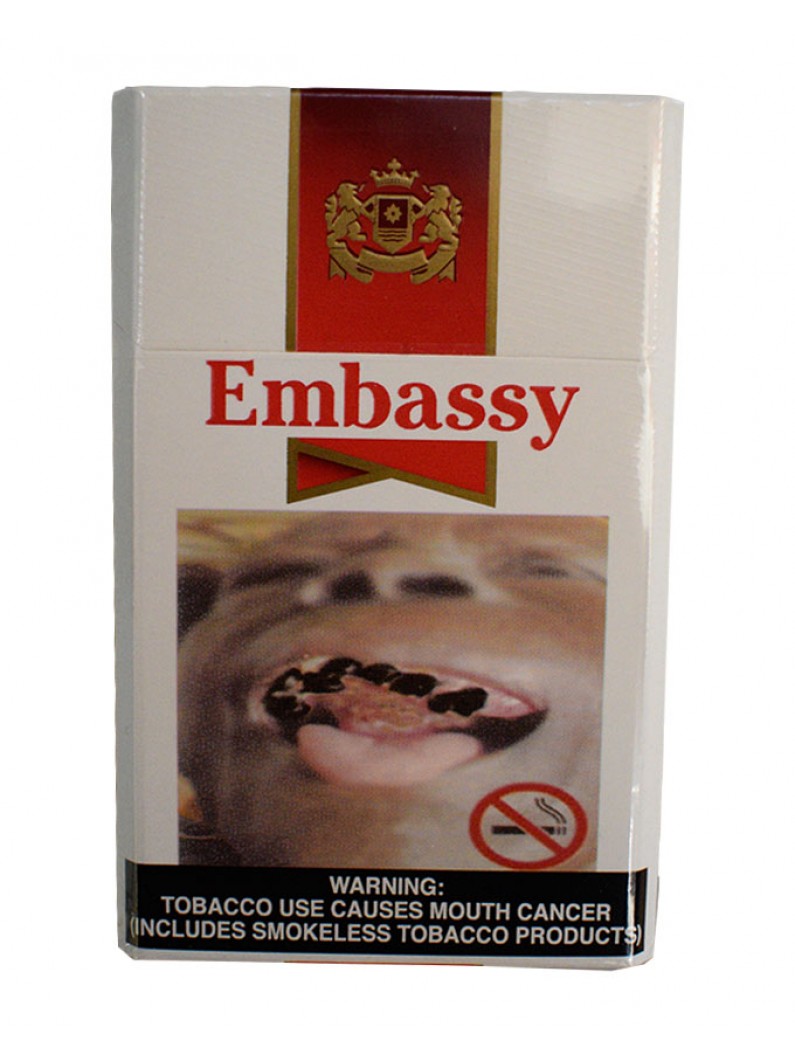 Embassy
WARNING:
TOBACCO USE CAUSES MOUTH CANCER
(INCLUDES SMOKELESS TOBACCO PRODUCTS)